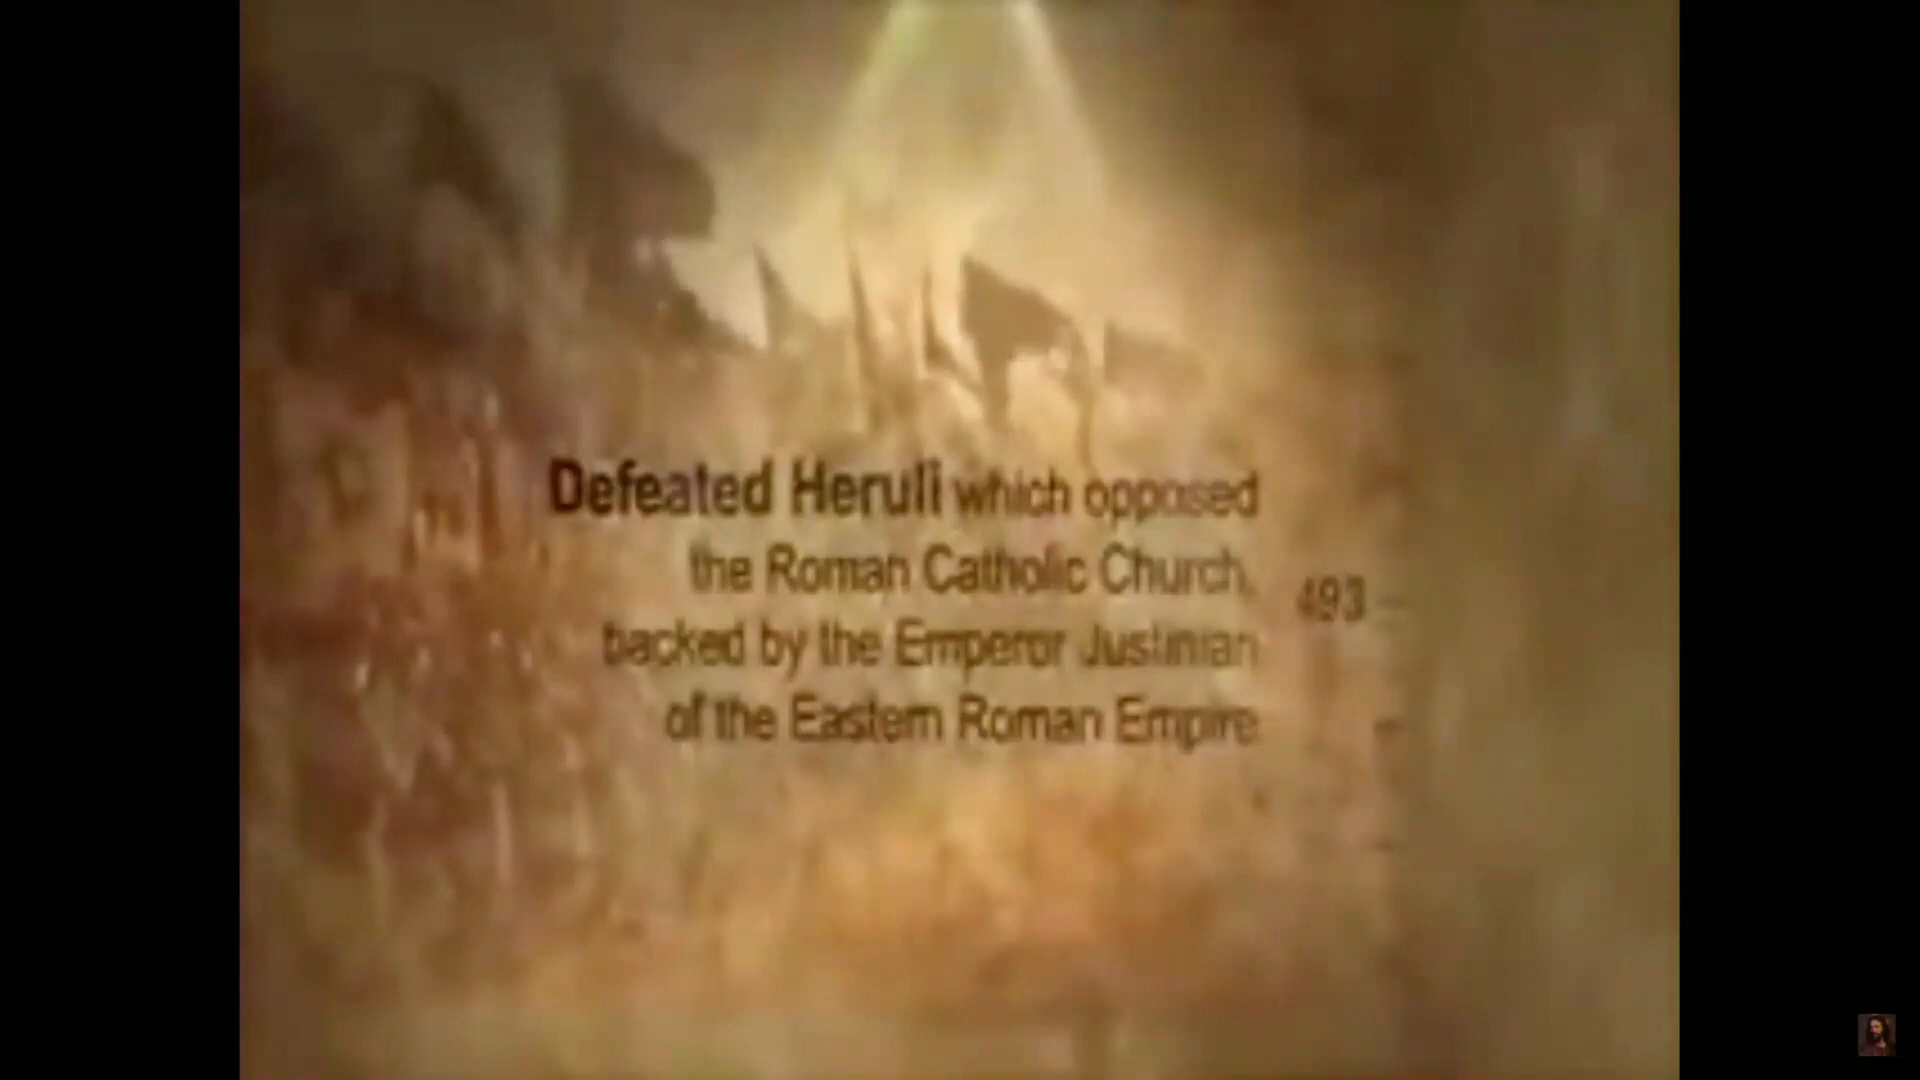 Defeated Heruli which opposed
the Roman Catholic Church,
backed by the Emperor Justinian
of the Eastern Roman Empire
493